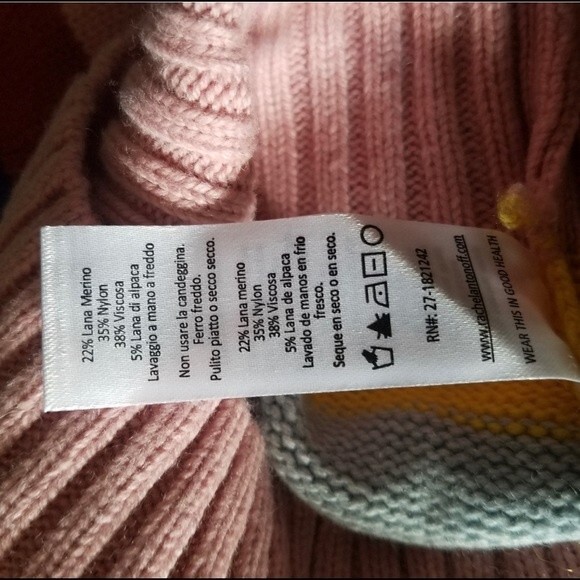 22% Lana Merino
35% Nylon
38% Viscosa
5% Lana di alpaca
Lavaggio a mano a freddo
Non usare la candeggina.
Ferro freddo.
Pulito piatto o secco secco.
22% Lana merino
35% Nylon
38% Viscosa
5% Lana de alpaca
Lavado de manos en frio
fresco.
Seque en seco o en seco.
RN#: 27-1821242
www.rachelantonoff.com
WEAR THIS IN GOOD HEALTH